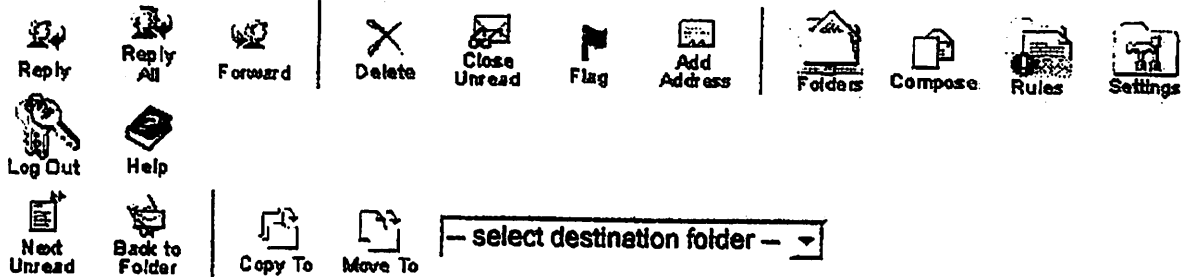 Reply
Reply All
Forward
Delete
Close Unread
Flag
Add Address
Folders
Compose
Rules
Settings
Log Out
Help
Next Unread
Back to Folder
Copy To
Move To
-- select destination folder --